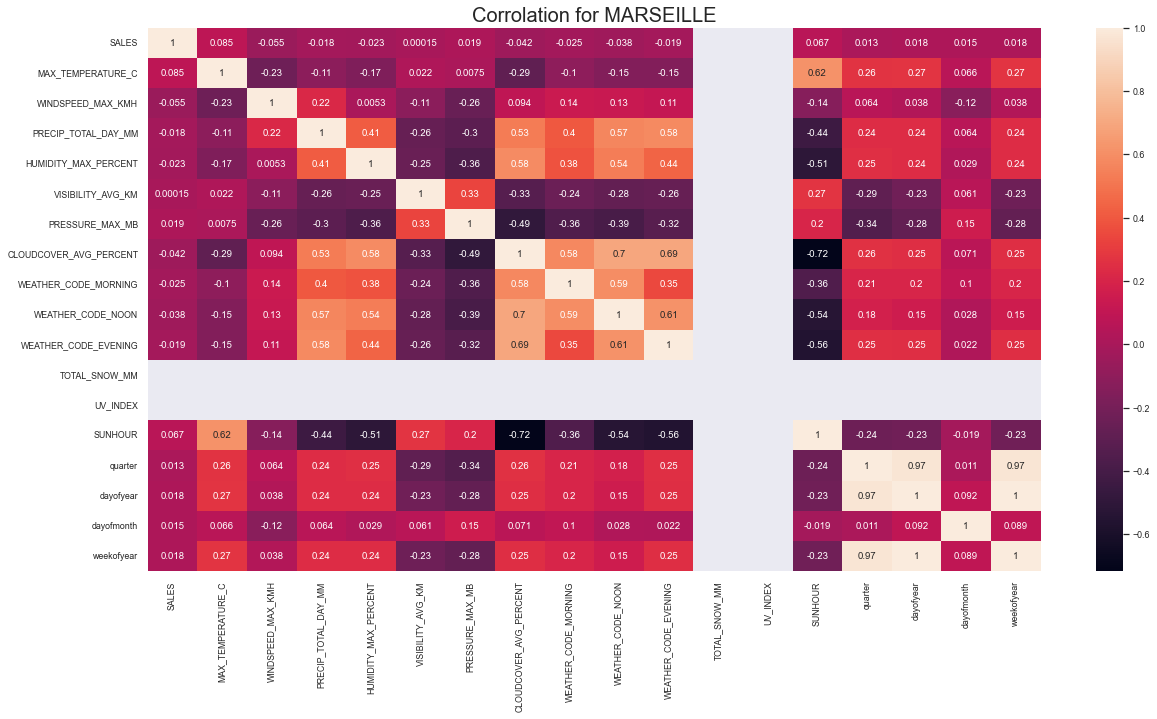 Corrolation for MARSEILLE
SALES 1 0.085 -0.055 -0.018 -0.023 0.00015 0.019 -0.042 -0.025 -0.038 -0.019 0.067 0.013 0.018 0.015 0.018
MAX_TEMPERATURE_C 0.085 1 -0.23 -0.11 -0.17 0.022 0.0075 -0.29 -0.1 -0.15 -0.15 0.62 0.26 0.27 0.066 0.27
WINDSPEED_MAX_KMH -0.055 -0.23 1 0.22 0.0053 -0.11 -0.26 0.094 0.14 0.13 0.11 -0.14 0.064 0.038 -0.12 0.038
PRECIP_TOTAL_DAY_MM -0.018 -0.11 0.22 1 0.41 -0.26 -0.3 0.53 0.4 0.57 0.58 -0.44 0.24 0.24 0.064 0.24
HUMIDITY_MAX_PERCENT -0.023 -0.17 0.0053 0.41 1 -0.25 -0.36 0.58 0.38 0.54 0.44 -0.51 0.25 0.24 0.029 0.24
VISIBILITY_AVG_KM 0.00015 0.022 -0.11 -0.26 -0.25 1 0.33 -0.33 -0.24 -0.28 -0.26 0.27 -0.29 -0.23 0.061 -0.23
PRESSURE_MAX_MB 0.019 0.0075 -0.26 -0.3 -0.36 0.33 1 -0.49 -0.36 -0.39 -0.32 0.2 -0.34 -0.28 0.15 -0.28
CLOUDCOVER_AVG_PERCENT -0.042 -0.29 0.094 0.53 0.58 -0.33 -0.49 1 0.58 0.7 0.69 -0.72 0.26 0.25 0.071 0.25
WEATHER_CODE_MORNING -0.025 -0.1 0.14 0.4 0.38 -0.24 -0.36 0.58 1 0.59 0.35 -0.36 0.21 0.2 0.1 0.2
WEATHER_CODE_NOON -0.038 -0.15 0.13 0.57 0.54 -0.28 -0.39 0.7 0.59 1 0.61 -0.54 0.18 0.15 0.028 0.15
WEATHER_CODE_EVENING -0.019 -0.15 0.11 0.58 0.44 -0.26 -0.32 0.69 0.35 0.61 1 -0.56 0.25 0.25 0.022 0.25
TOTAL_SNOW_MM
UV_INDEX
SUNHOUR 0.067 0.62 -0.14 -0.44 -0.51 0.27 0.2 -0.72 -0.36 -0.54 -0.56 1 -0.24 -0.23 -0.019 -0.23
quarter 0.013 0.26 0.064 0.24 0.25 -0.29 -0.34 0.26 0.21 0.18 0.25 -0.24 1 0.97 0.011 0.97
dayofyear 0.018 0.27 0.038 0.24 0.24 -0.23 -0.28 0.25 0.2 0.15 0.25 -0.23 0.97 1 0.092 1
dayofmonth 0.015 0.066 -0.12 0.064 0.029 0.061 0.15 0.071 0.1 0.028 0.022 -0.019 0.011 0.092 1 0.089
weekofyear 0.018 0.27 0.038 0.24 0.24 -0.23 -0.28 0.25 0.2 0.15 0.25 -0.23 0.97 1 0.089 1
SALES
MAX_TEMPERATURE_C
WINDSPEED_MAX_KMH
PRECIP_TOTAL_DAY_MM
HUMIDITY_MAX_PERCENT
VISIBILITY_AVG_KM
PRESSURE_MAX_MB
CLOUDCOVER_AVG_PERCENT
WEATHER_CODE_MORNING
WEATHER_CODE_NOON
WEATHER_CODE_EVENING
TOTAL_SNOW_MM
UV_INDEX
SUNHOUR
quarter
dayofyear
dayofmonth
weekofyear
1.0
0.8
0.6
0.4
0.2
0.0
-0.2
-0.4
-0.6